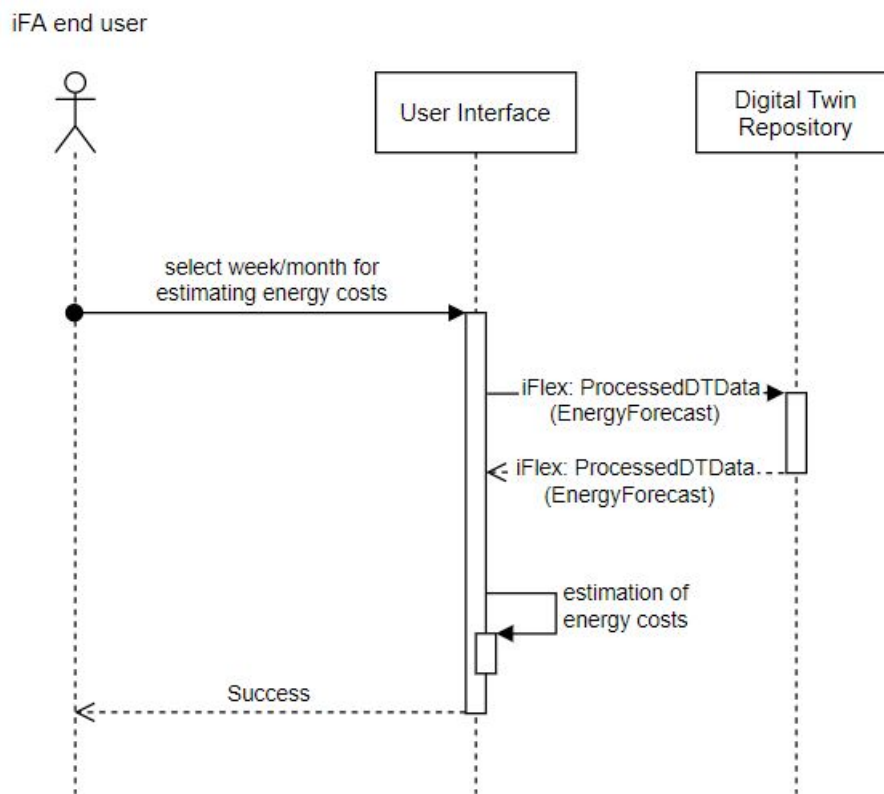 iFA end user
User Interface
Digital Twin
Repository
select week/month for
estimating energy costs
iFlex: ProcessedDTData
(EnergyForecast)
iFlex: ProcessedDTData
(EnergyForecast)
estimation of
energy costs
Success